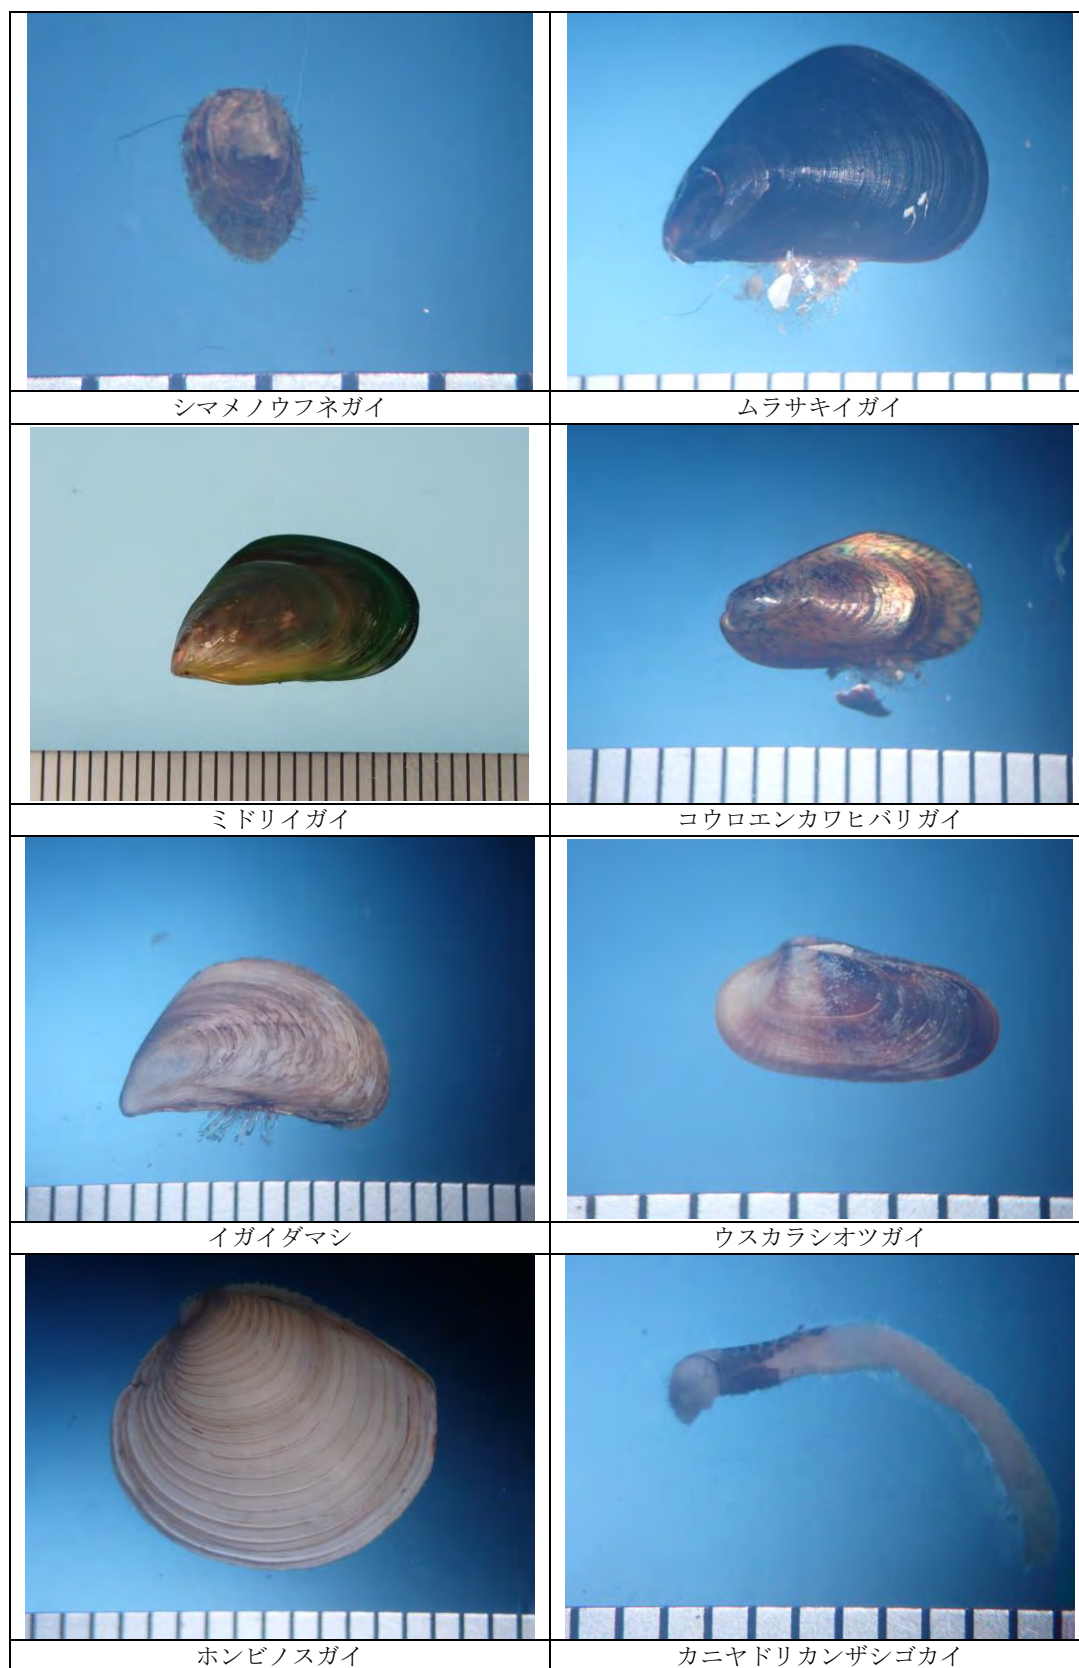 シマメノウフネガイ
ムラサキイガイ
ミドリイガイ
コウロエンカワヒバリガイ
イガイダマシ
ウスカラシオツガイ
ホンビノスガイ
カニヤドリカンザシゴカイ